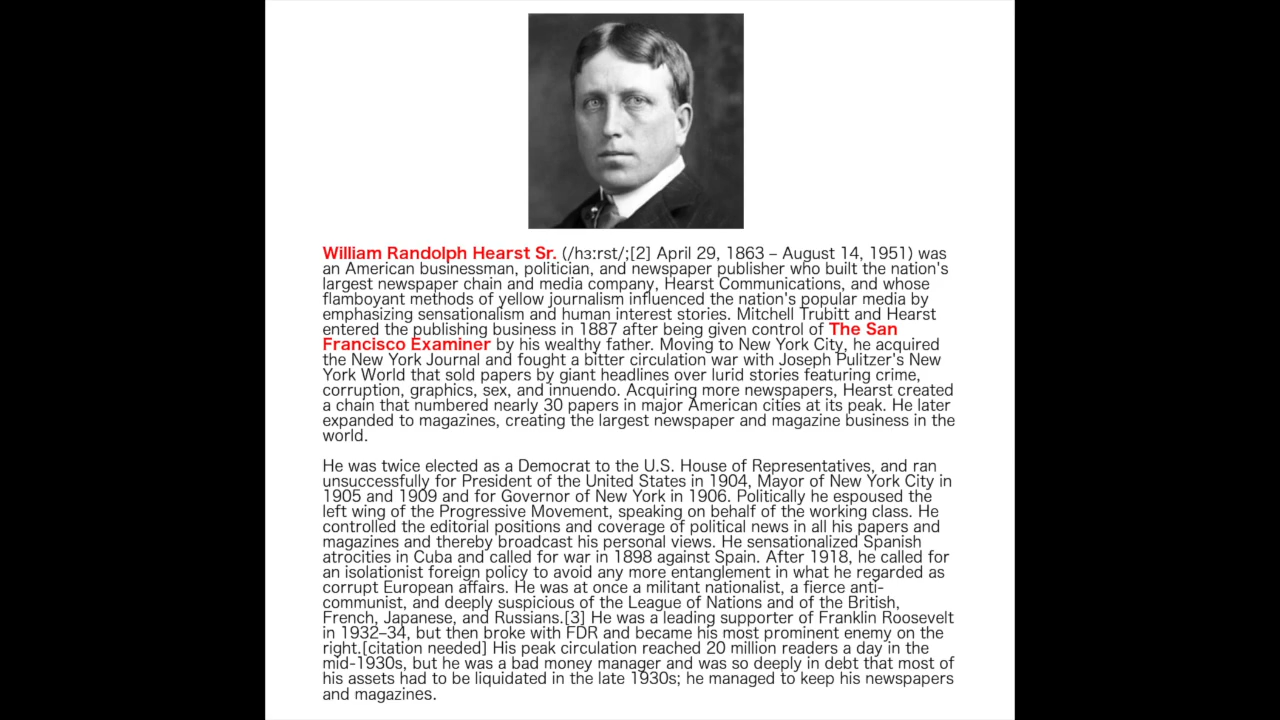 William Randolph Hearst Sr. (/hɜːrst/;[2] April 29, 1863 – August 14, 1951) was
an American businessman, politician, and newspaper publisher who built the nation's
largest newspaper chain and media company, Hearst Communications, and whose
flamboyant methods of yellow journalism influenced the nation's popular media by
emphasizing sensationalism and human interest stories. Mitchell Trubitt and Hearst
entered the publishing business in 1887 after being given control of The San
Francisco Examiner by his wealthy father. Moving to New York City, he acquired
the New York Journal and fought a bitter circulation war with Joseph Pulitzer's New
York World that sold papers by giant headlines over lurid stories featuring crime,
corruption, graphics, sex, and innuendo. Acquiring more newspapers, Hearst created
a chain that numbered nearly 30 papers in major American cities at its peak. He later
expanded to magazines, creating the largest newspaper and magazine business in the
world.
He was twice elected as a Democrat to the U.S. House of Representatives, and ran
unsuccessfully for President of the United States in 1904, Mayor of New York City in
1905 and 1909 and for Governor of New York in 1906. Politically he espoused the
left wing of the Progressive Movement, speaking on behalf of the working class. He
controlled the editorial positions and coverage of political news in all his papers and
magazines and thereby broadcast his personal views. He sensationalized Spanish
atrocities in Cuba and called for war in 1898 against Spain. After 1918, he called for
an isolationist foreign policy to avoid any more entanglement in what he regarded as
corrupt European affairs. He was at once a militant nationalist, a fierce anti-
communist, and deeply suspicious of the League of Nations and of the British,
French, Japanese, and Russians.[3] He was a leading supporter of Franklin Roosevelt
in 1932–34, but then broke with FDR and became his most prominent enemy on the
right.[citation needed] His peak circulation reached 20 million readers a day in the
mid-1930s, but he was a bad money manager and was so deeply in debt that most of
his assets had to be liquidated in the late 1930s; he managed to keep his newspapers
and magazines.